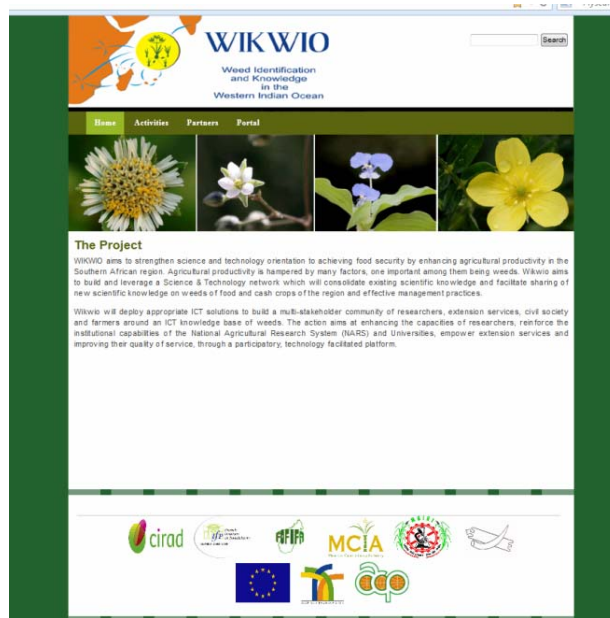 WIKWIO
Search
Weed Identification
and Knowledge
in the
Western Indian Ocean
Home Activities Partners Portal
The Project
WIKWIO aims to strengthen science and technology orientation to achieving food security by enhancing agricultural productivity in the
Southern African region. Agricultural productivity is hampered by many factors, one important among them being weeds. Wikwio aims
to build and leverage a Science & Technology network which will consolidate existing scientific knowledge and facilitate sharing of
new scientific knowledge on weeds of food and cash crops of the region and effective management practices.
Wikwio will deploy appropriate ICT solutions to build a multi-stakeholder community of researchers, extension services, civil society
and farmers around an ICT knowledge base of weeds. The action aims at enhancing the capacities of researchers, reinforce the
institutional capabilities of the National Agricultural Research System (NARS) and Universities, empower extension services and
improving their quality of service, through a participatory, technology facilitated platform.
cirad
ifp
FOFIFA
MCIA
acp